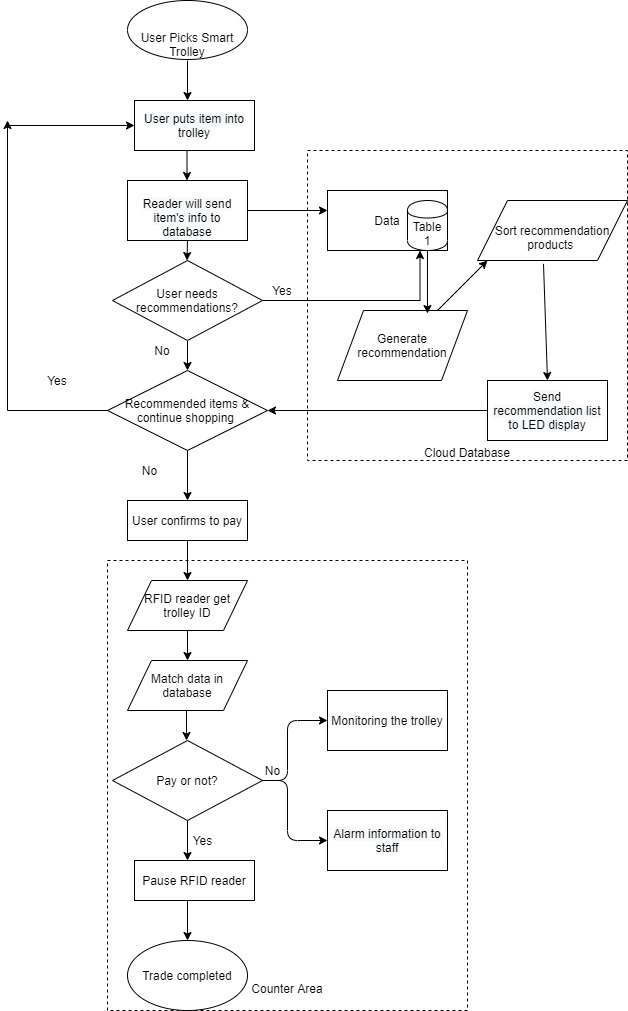 User Picks Smart
Trolley
User puts item into
trolley
Reader will send
item's info to
database
Data
Table
1
Sort recommendation
products
User needs
recommendations?
Yes
Generate
recommendation
No
Yes
Recommended items &
continue shopping
Send
recommendation list
to LED display
Cloud Database
No
User confirms to pay
RFID reader get
trolley ID
Match data in
database
Monitoring the trolley
Pay or not?
No
Alarm information to
staff
Yes
Pause RFID reader
Trade completed
Counter Area